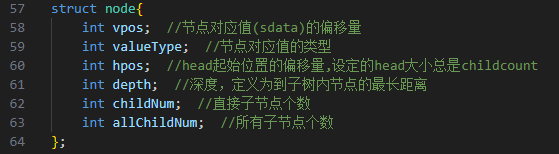 57 struct node{
58 int vpos; //节点对应值(sdata)的偏移量
59 int valueType; //节点对应值的类型
60 int hpos; //head起始位置的偏移量,设定的head大小总是childcount
61 int depth; //深度，定义为到子树内节点的最长距离
62 int childNum; //直接子节点个数
63 int allChildNum; //所有子节点个数
64 };